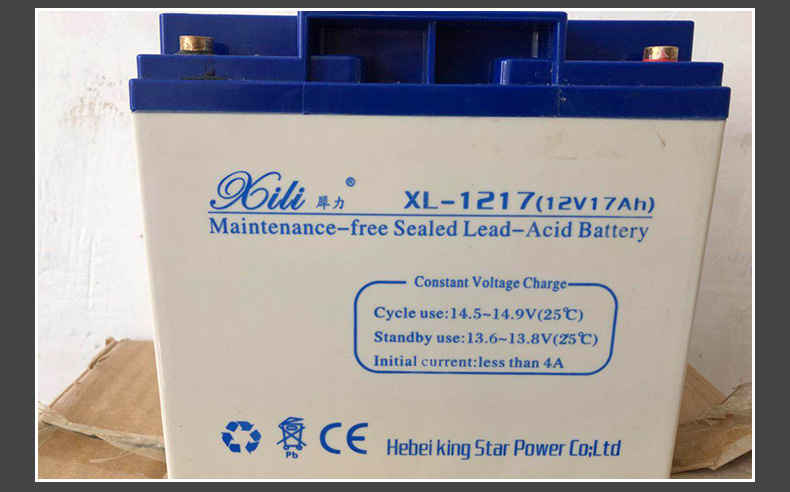 Xili 犀力 ® XL-1217(12V17Ah)
Maintenance-free Sealed Lead-Acid Battery
Constant Voltage Charge
Cycle use:14.5~14.9V(25℃)
Standby use:13.6~13.8V(25℃)
Initial current:less than 4A
Pb
CE
Hebei king Star Power Co;Ltd